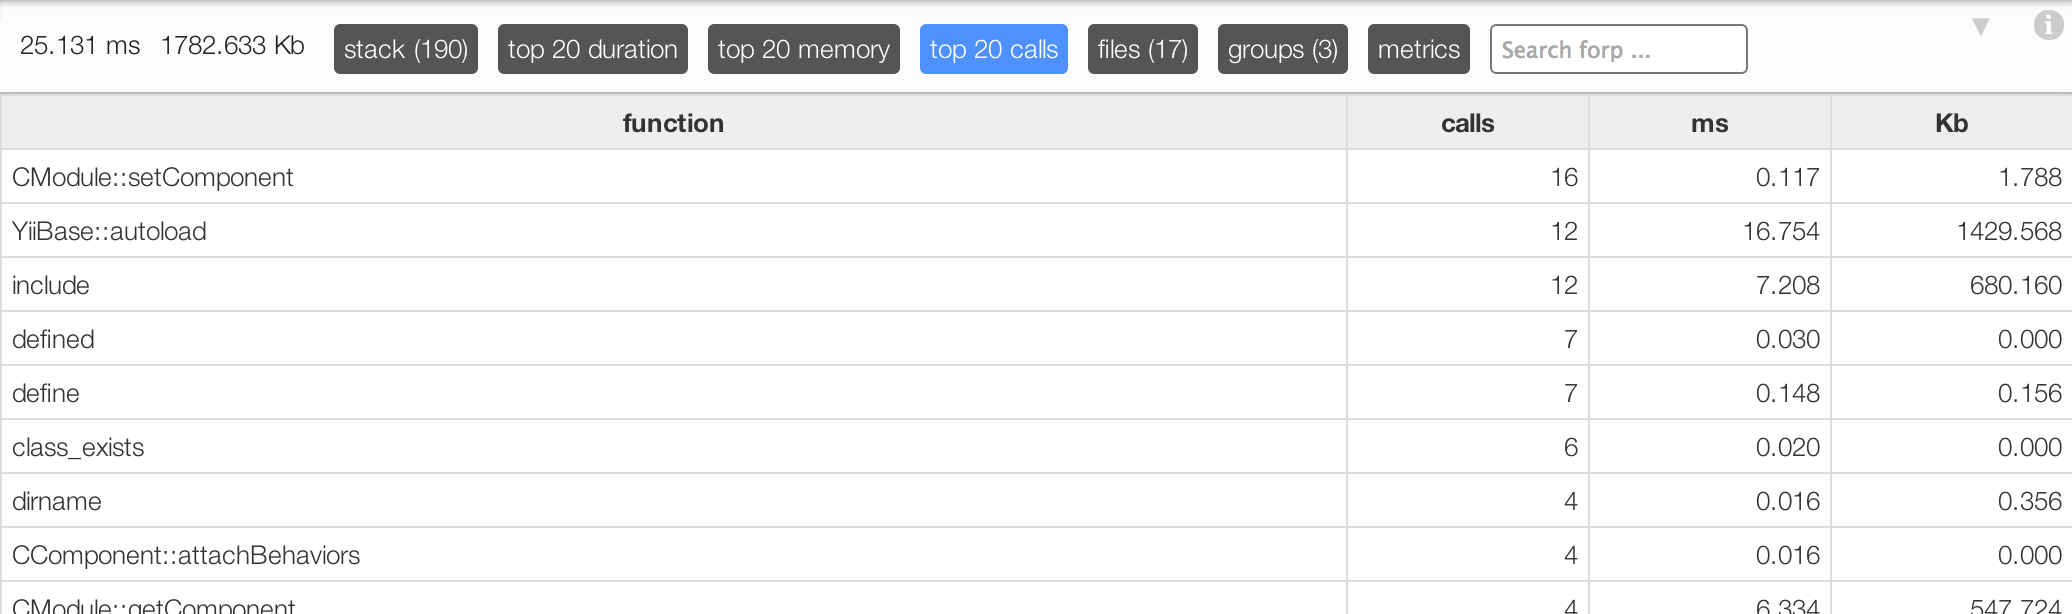 25.131 ms 1782.633 Kb stack (190) top 20 duration top 20 memory top 20 calls files (17) groups (3) metrics Search forp ... ▼ i
function calls ms Kb
CModule::setComponent 16 0.117 1.788
YiiBase::autoload 12 16.754 1429.568
include 12 7.208 680.160
defined 7 0.030 0.000
define 7 0.148 0.156
class_exists 6 0.020 0.000
dirname 4 0.016 0.356
CComponent::attachBehaviors 4 0.016 0.000
CModule::getComponent 4 6.334 547.724